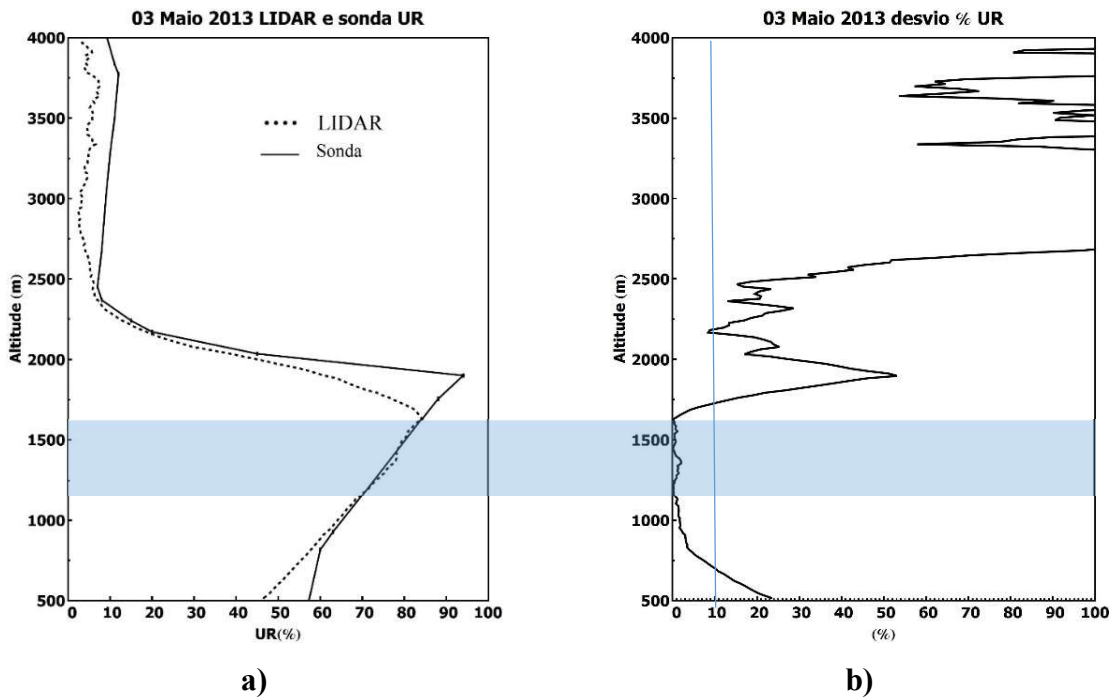 03 Maio 2013 LIDAR e sonda UR
4000
3500
3000
2500
2000
1500
1000
500
Altitude (m)
LIDAR
Sonda
0 10 20 30 40 50 60 70 80 90 100
UR(%)
a)
03 Maio 2013 desvio % UR
4000
3500
3000
2500
2000
1500
1000
500
Altitude (m)
0 10 20 30 40 50 60 70 80 90 100
(%)
b)